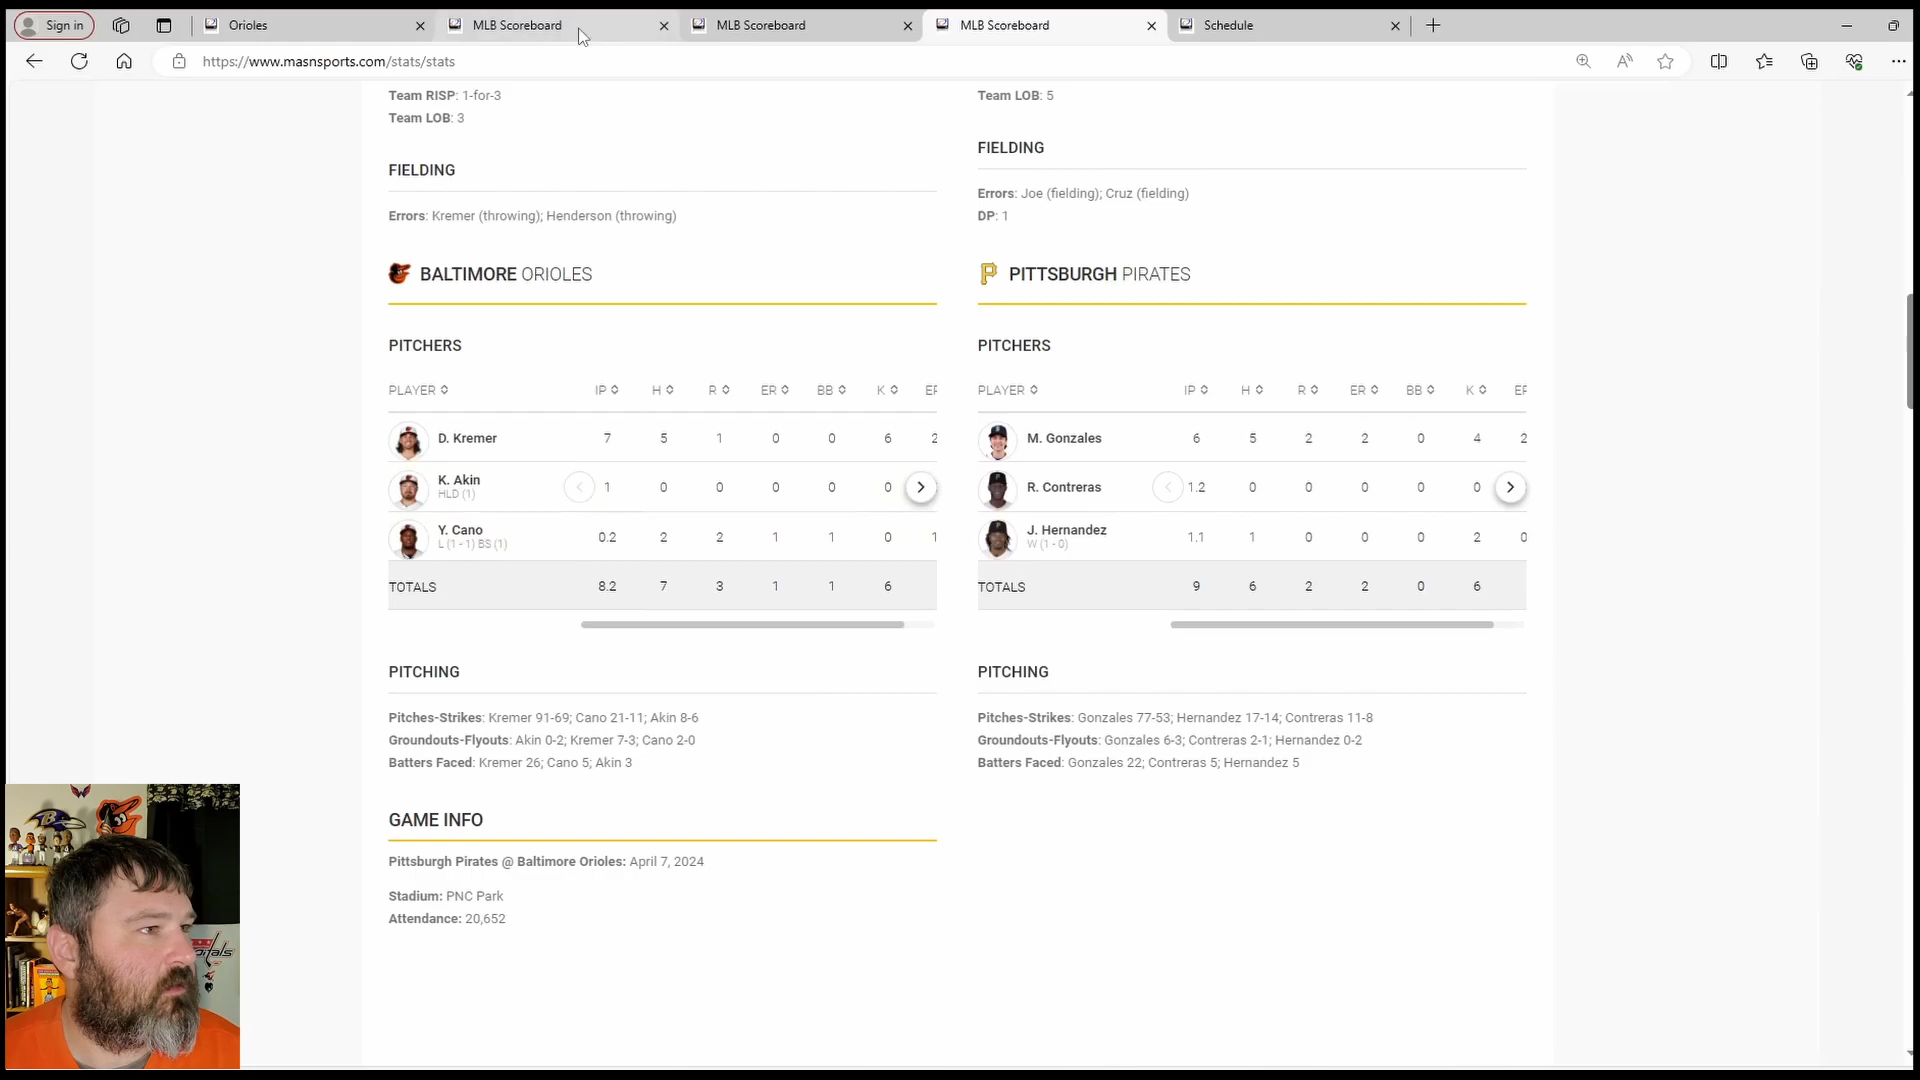 Sign in
Orioles
MLB Scoreboard
MLB Scoreboard
MLB Scoreboard
Schedule
https://www.masnsports.com/stats/stats
Team RISP: 1-for-3
Team LOB: 3
Team LOB: 5
FIELDING
Errors: Kremer (throwing); Henderson (throwing)
FIELDING
Errors: Joe (fielding); Cruz (fielding)
DP: 1
BALTIMORE ORIOLES
PITCHERS
PLAYER IP H R ER BB K ER
D. Kremer 7 5 1 0 0 6 2
K. Akin 1 0 0 0 0 0
HLD (1)
Y. Cano 0.2 2 2 1 1 0 1
L (1 - 1) BS (1)
TOTALS 8.2 7 3 1 1 6
PITCHING
Pitches-Strikes: Kremer 91-69; Cano 21-11; Akin 8-6
Groundouts-Flyouts: Akin 0-2; Kremer 7-3; Cano 2-0
Batters Faced: Kremer 26; Cano 5; Akin 3
P PITTSBURGH PIRATES
PITCHERS
PLAYER IP H R ER BB K ER
M. Gonzales 6 5 2 2 0 4 2
R. Contreras 1.2 0 0 0 0 0
J. Hernandez 1.1 1 0 0 0 2 0
W (1 - 0)
TOTALS 9 6 2 2 0 6
PITCHING
Pitches-Strikes: Gonzales 77-53; Hernandez 17-14; Contreras 11-8
Groundouts-Flyouts: Gonzales 6-3; Contreras 2-1; Hernandez 0-2
Batters Faced: Gonzales 22; Contreras 5; Hernandez 5
GAME INFO
Pittsburgh Pirates @ Baltimore Orioles: April 7, 2024
Stadium: PNC Park
Attendance: 20,652